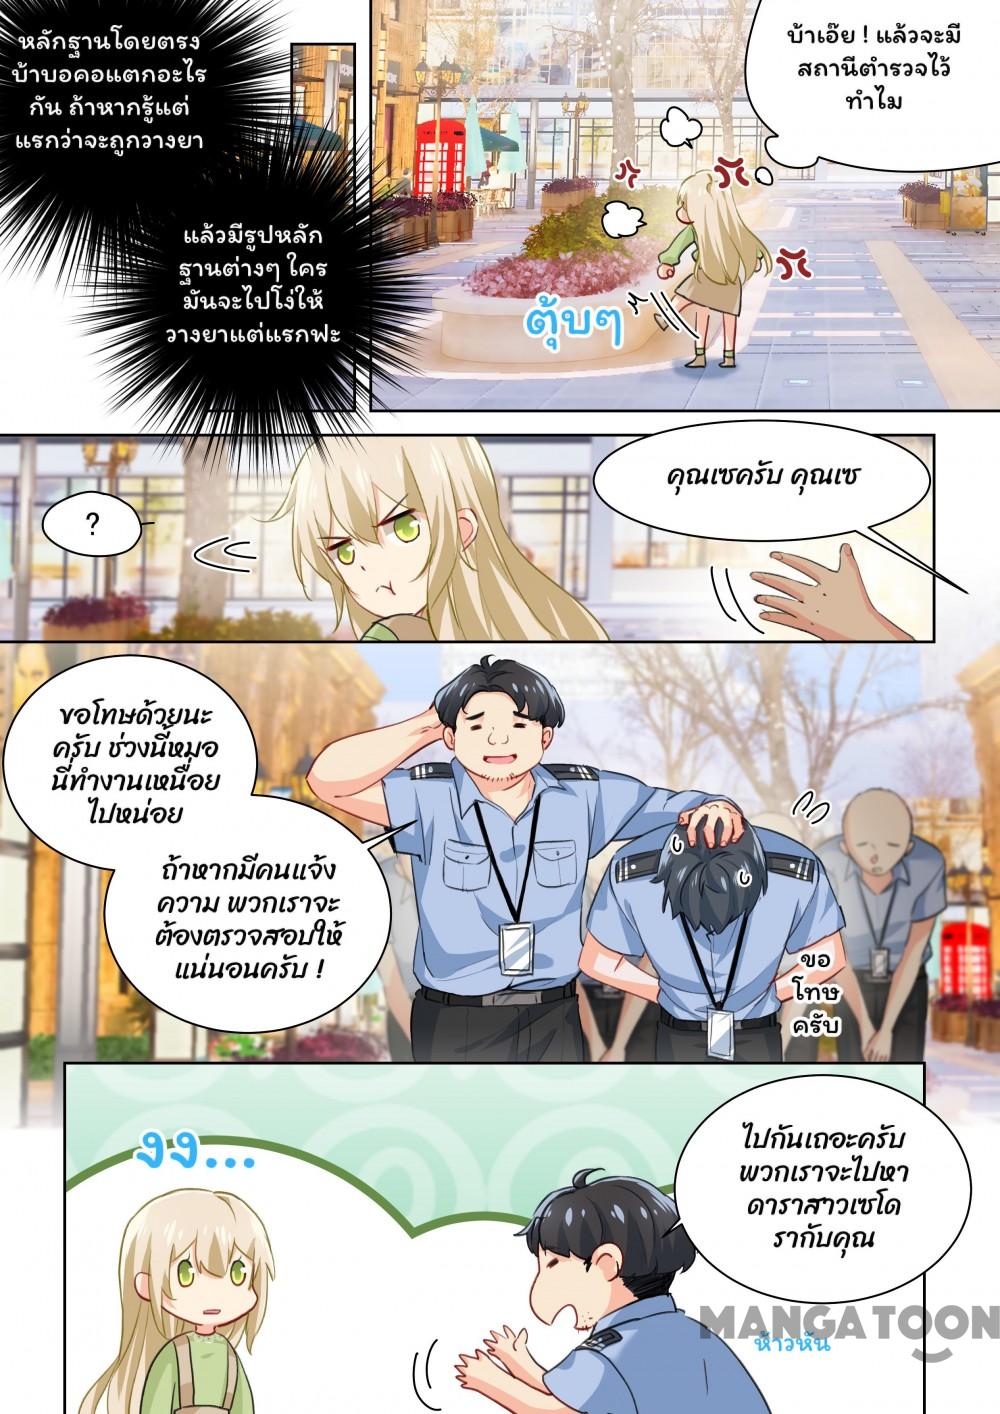 หลักฐานโดยตรง
บ้าบอคอแตกอะไร
กัน ถ้าหากรู้แต่
แรกว่าจะถูกวางยา
แล้วมีรูปหลัก
ฐานต่างๆ ใคร
มันจะไปโง่ให้
วางยาแต่แรกฟะ
บ้าเอ๊ย ! แล้วจะมี
สถานีตำรวจไว้
ทำไม
ตุ้บๆ
คุณเซครับ คุณเซ
?
ขอโทษด้วยนะ
ครับ ช่วงนี้หมอ
นี่ทำงานเหนื่อย
ไปหน่อย
ถ้าหากมีคนแจ้ง
ความ พวกเราจะ
ต้องตรวจสอบให้
แน่นอนครับ !
ขอ
โทษ
ครับ
งง...
ไปกันเถอะครับ
พวกเราจะไปหา
ดาราสาวเซโด
รากับคุณ
MANGATOON
ห้าวหัน